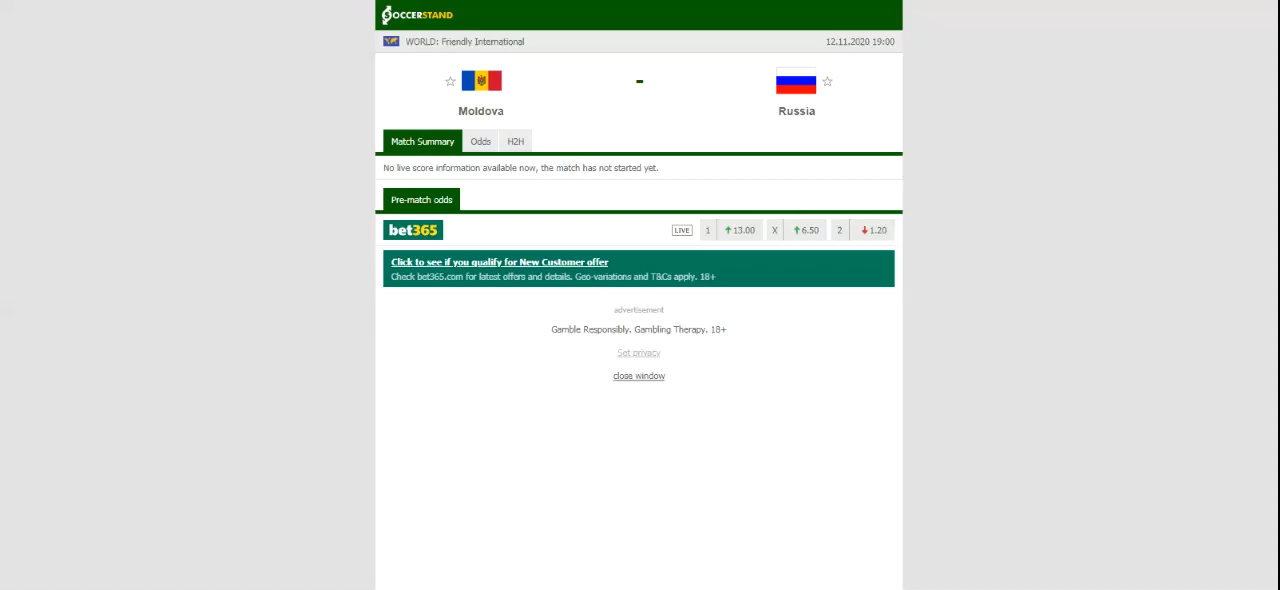 SOCCERSTAND
WORLD: Friendly International 12.11.2020 19:00
-
Moldova Russia
Match Summary Odds H2H
No live score information available now, the match has not started yet.
Pre-match odds
bet365 LIVE 1 13.00 X 6.50 2 1.20
Click to see if you qualify for New Customer offer
Check bet365.com for latest offers and details. Geo-variations and T&Cs apply. 18+
advertisement
Gamble Responsibly. Gambling Therapy. 18+
Set privacy
close window